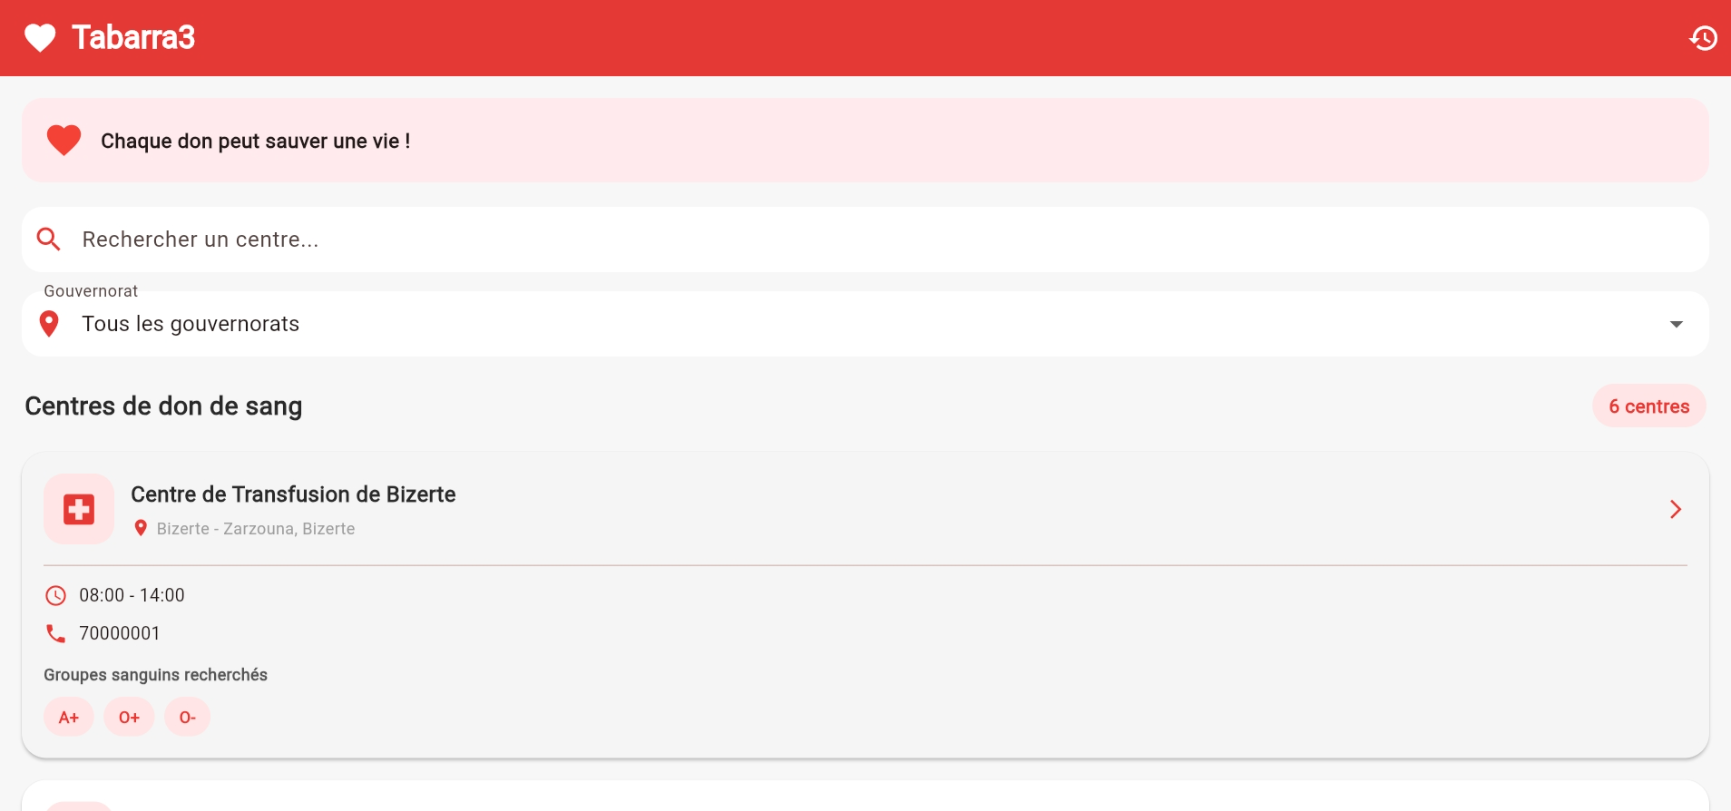 Tabarra3
Chaque don peut sauver une vie !
Rechercher un centre...
Gouvernorat
Tous les gouvernorats
Centres de don de sang
6 centres
Centre de Transfusion de Bizerte
Bizerte - Zarzouna, Bizerte
08:00 - 14:00
70000001
Groupes sanguins recherchés
A+ O+ O-